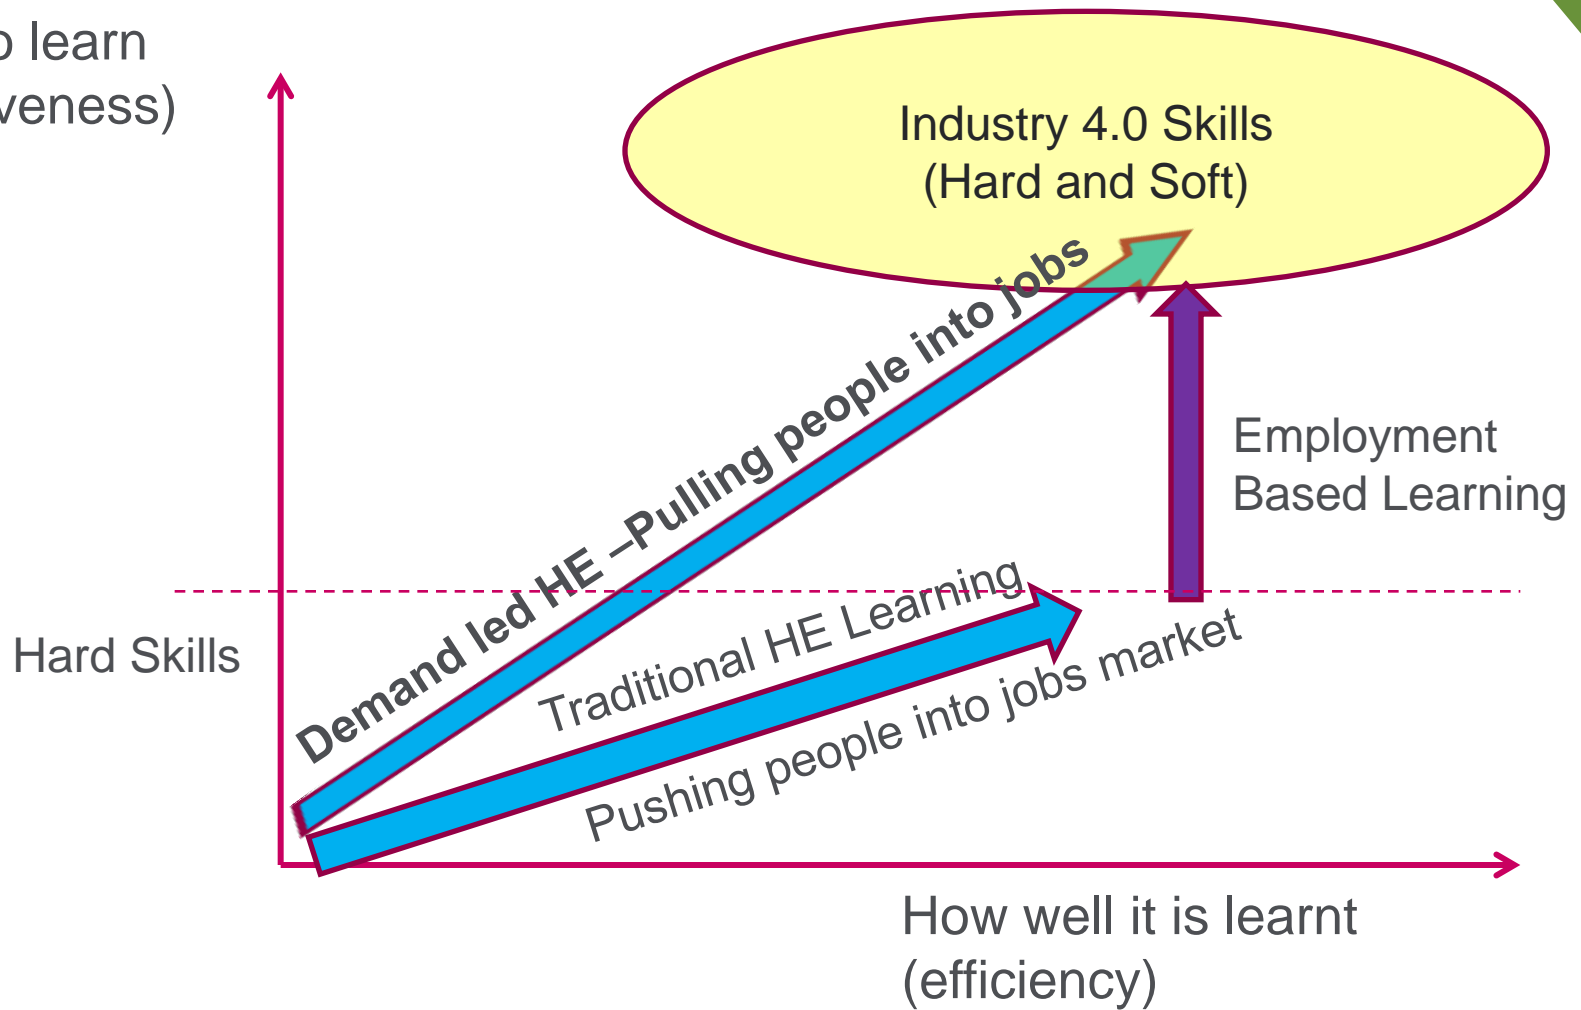 learn
Industry 4.0 Skills
(Hard and Soft)
Demand led HE –Pulling people into jobs
Employment
Based Learning
Traditional HE Learning
Hard Skills
Pushing people into jobs market
How well it is learnt
(efficiency)